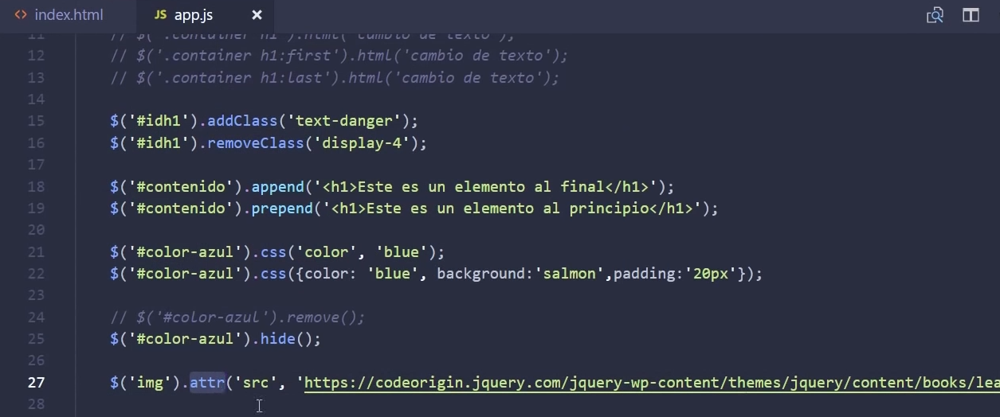 index.html
JS app.js ×
11 // $('.container h1').html('cambio de texto');
12 // $('.container h1:first').html('cambio de texto');
13 // $('.container h1:last').html('cambio de texto');
14
15 $('#idh1').addClass('text-danger');
16 $('#idh1').removeClass('display-4');
17
18 $('#contenido').append('<h1>Este es un elemento al final</h1>');
19 $('#contenido').prepend('<h1>Este es un elemento al principio</h1>');
20
21 $('#color-azul').css('color', 'blue');
22 $('#color-azul').css({color: 'blue', background:'salmon',padding:'20px'});
23
24 // $('#color-azul').remove();
25 $('#color-azul').hide();
26
27 $('img').attr('src', 'https://codeorigin.jquery.com/jquery-wp-content/themes/jquery/content/books/lea
28